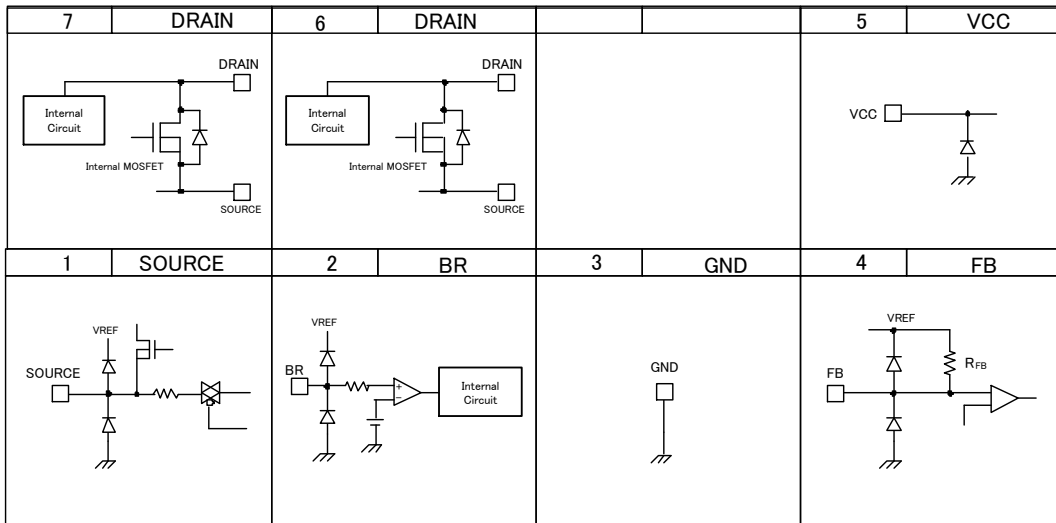 7 DRAIN 6 DRAIN 5 VCC
DRAIN
Internal
Circuit
Internal MOSFET
SOURCE
DRAIN
Internal
Circuit
Internal MOSFET
SOURCE
VCC
1 SOURCE 2 BR 3 GND 4 FB
VREF
SOURCE
VREF
BR
+
−
Internal
Circuit
GND
VREF
RFB
FB